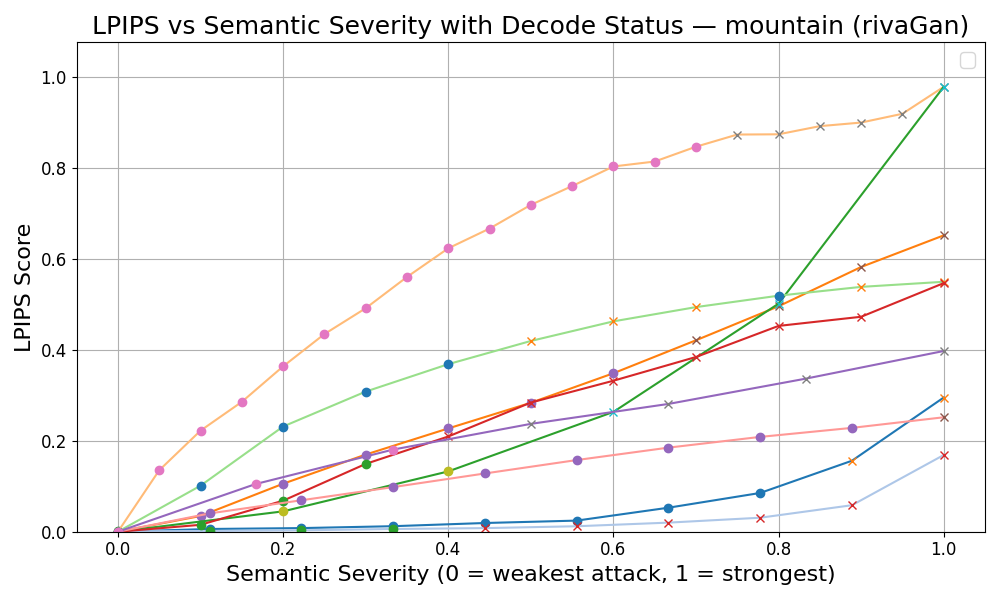 LPIPS vs Semantic Severity with Decode Status — mountain (rivaGan)
LPIPS Score
1.0
0.8
0.6
0.4
0.2
0.0
0.0 0.2 0.4 0.6 0.8 1.0
Semantic Severity (0 = weakest attack, 1 = strongest)